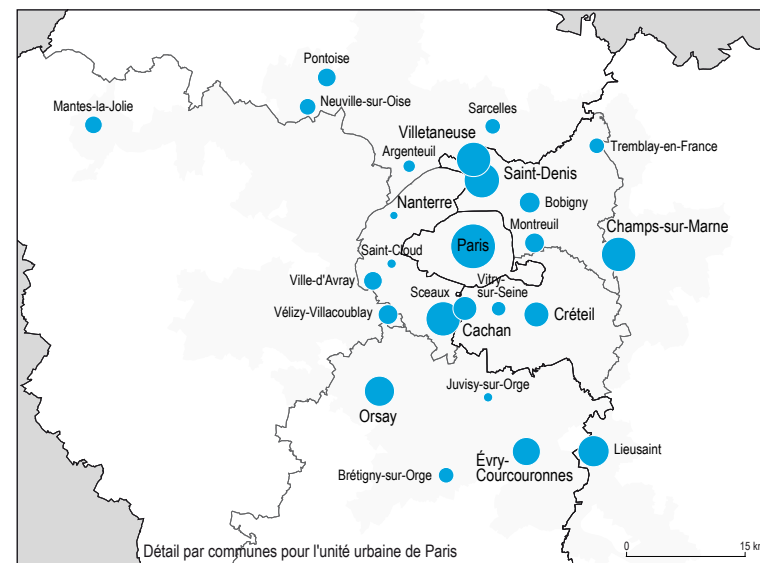 Pontoise
Mantes-la-Jolie
Neuville-sur-Oise
Sarcelles
Villetaneuse
Tremblay-en-France
Argenteuil
Saint-Denis
Bobigny
Nanterre
Montreuil
Champs-sur-Marne
Paris
Saint-Cloud
Ville-d'Avray
Vitry-
sur-Seine
Sceaux
Vélizy-Villacoublay
Créteil
Cachan
Juvisy-sur-Orge
Orsay
Évry-
Courcouronnes
Lieusaint
Brétigny-sur-Orge
Détail par communes pour l'unité urbaine de Paris
0 15 km